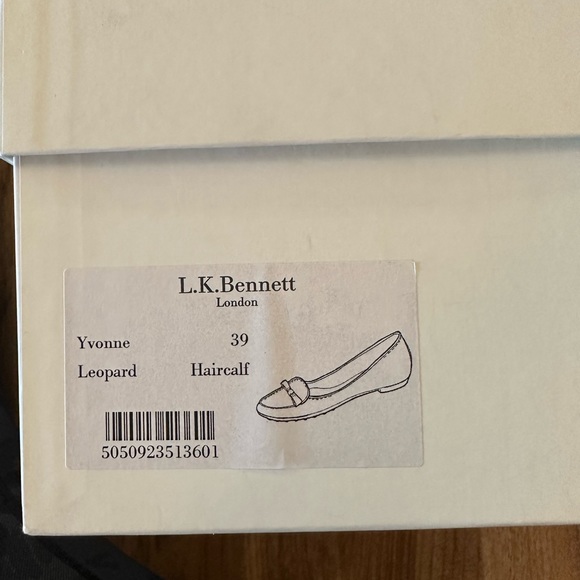 L.K.Bennett
London
Yvonne 39
Leopard Haircalf
5050923513601